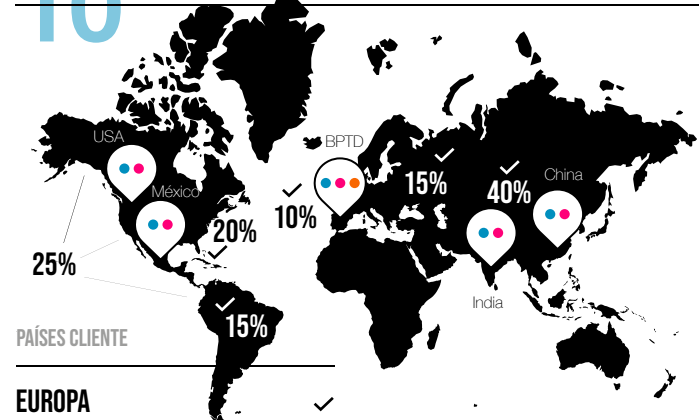 10
USA
BPTD
México
15%
40%
China
10%
20%
25%
India
15%
PAÍSES CLIENTE
EUROPA